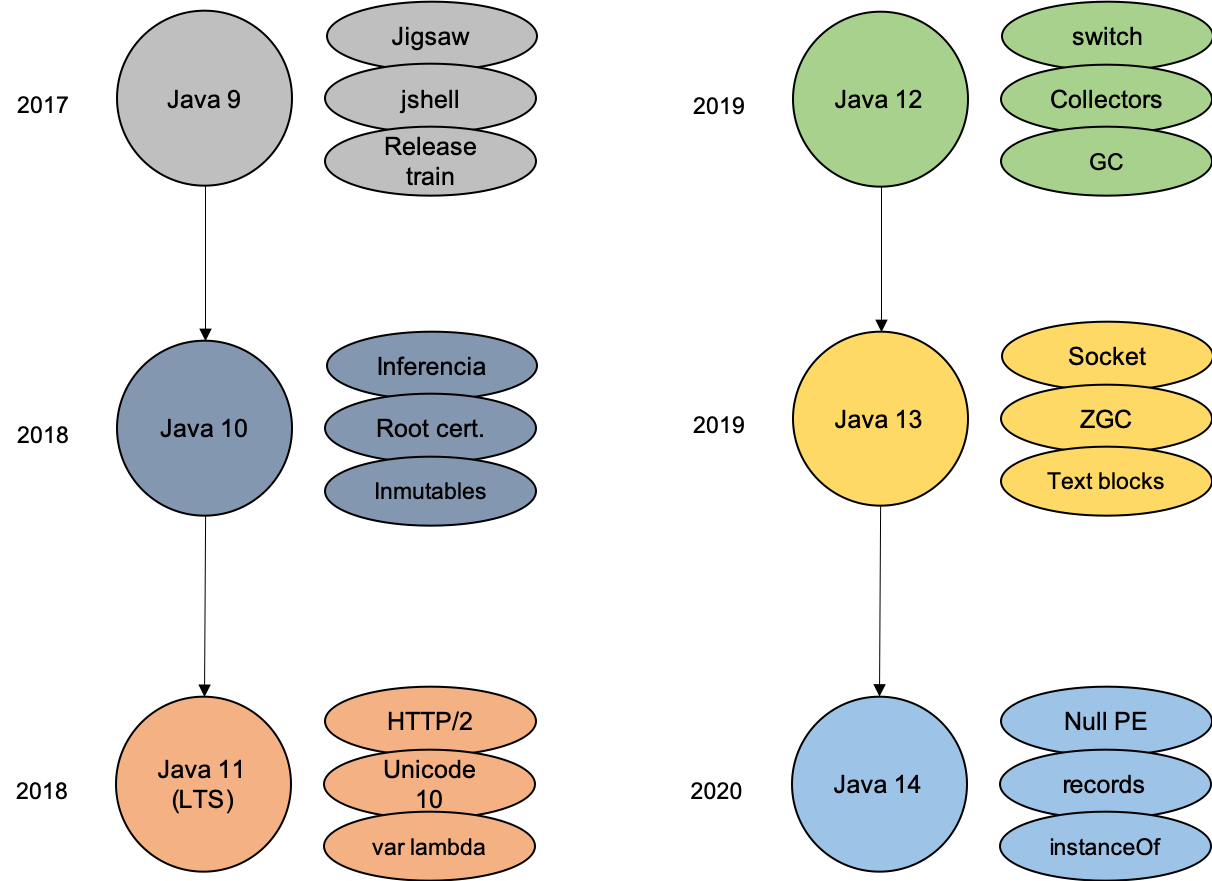 2017
Java 9
Jigsaw
jshell
Release
train
2018
Java 10
Inferencia
Root cert.
Inmutables
2018
Java 11
(LTS)
HTTP/2
Unicode
10
var lambda
2019
Java 12
switch
Collectors
GC
2019
Java 13
Socket
ZGC
Text blocks
2020
Java 14
Null PE
records
instanceOf